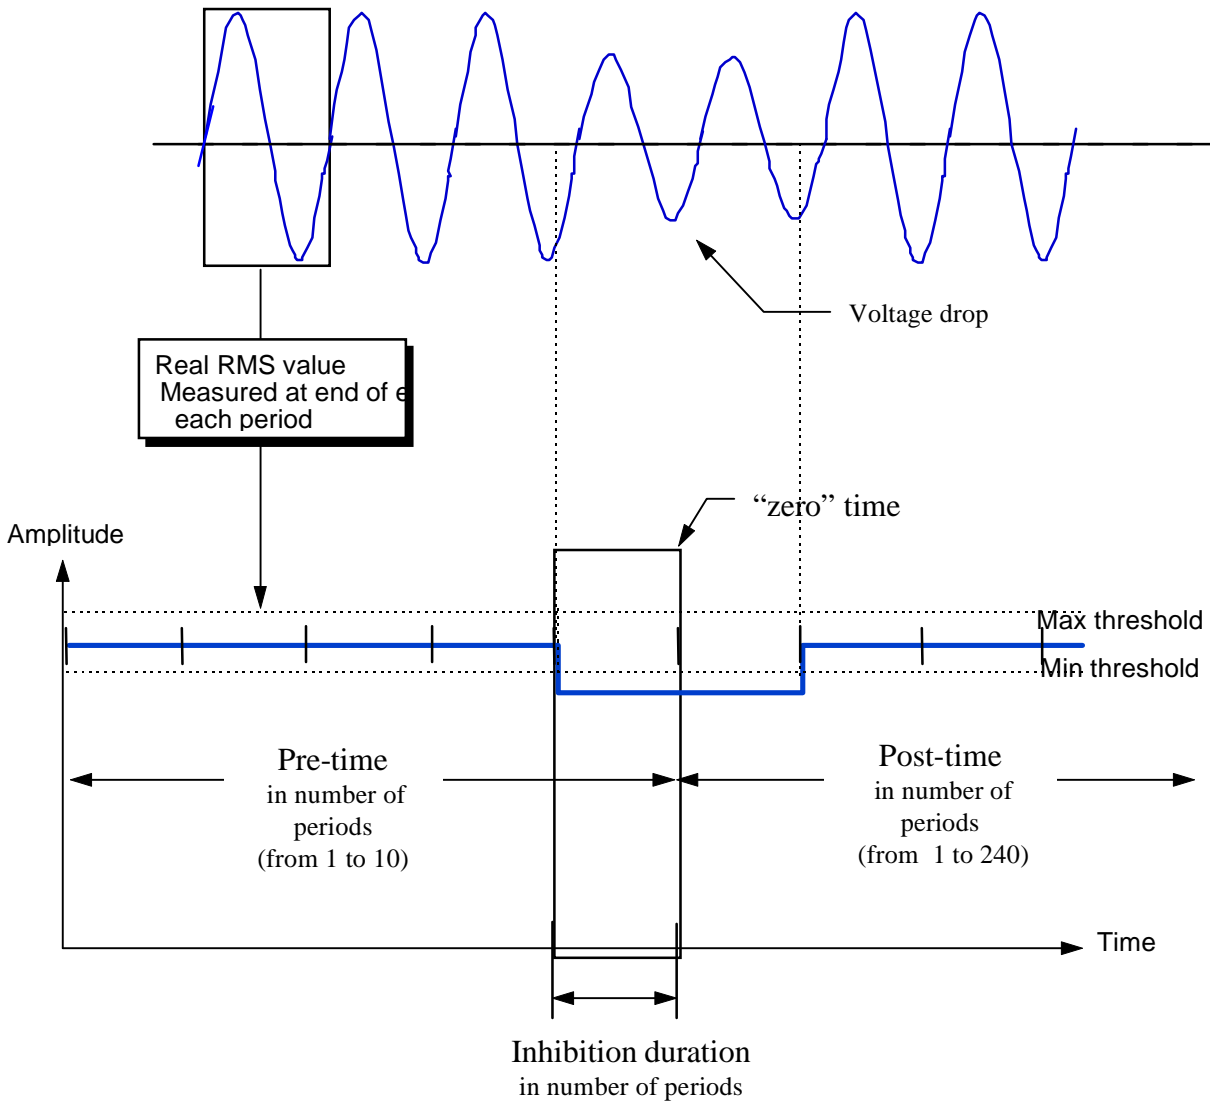 Voltage drop
Real RMS value
Measured at end of e
each period
“zero” time
Amplitude
Max threshold
Min threshold
Pre-time
in number of
periods
(from 1 to 10)
Post-time
in number of
periods
(from 1 to 240)
Time
Inhibition duration
in number of periods